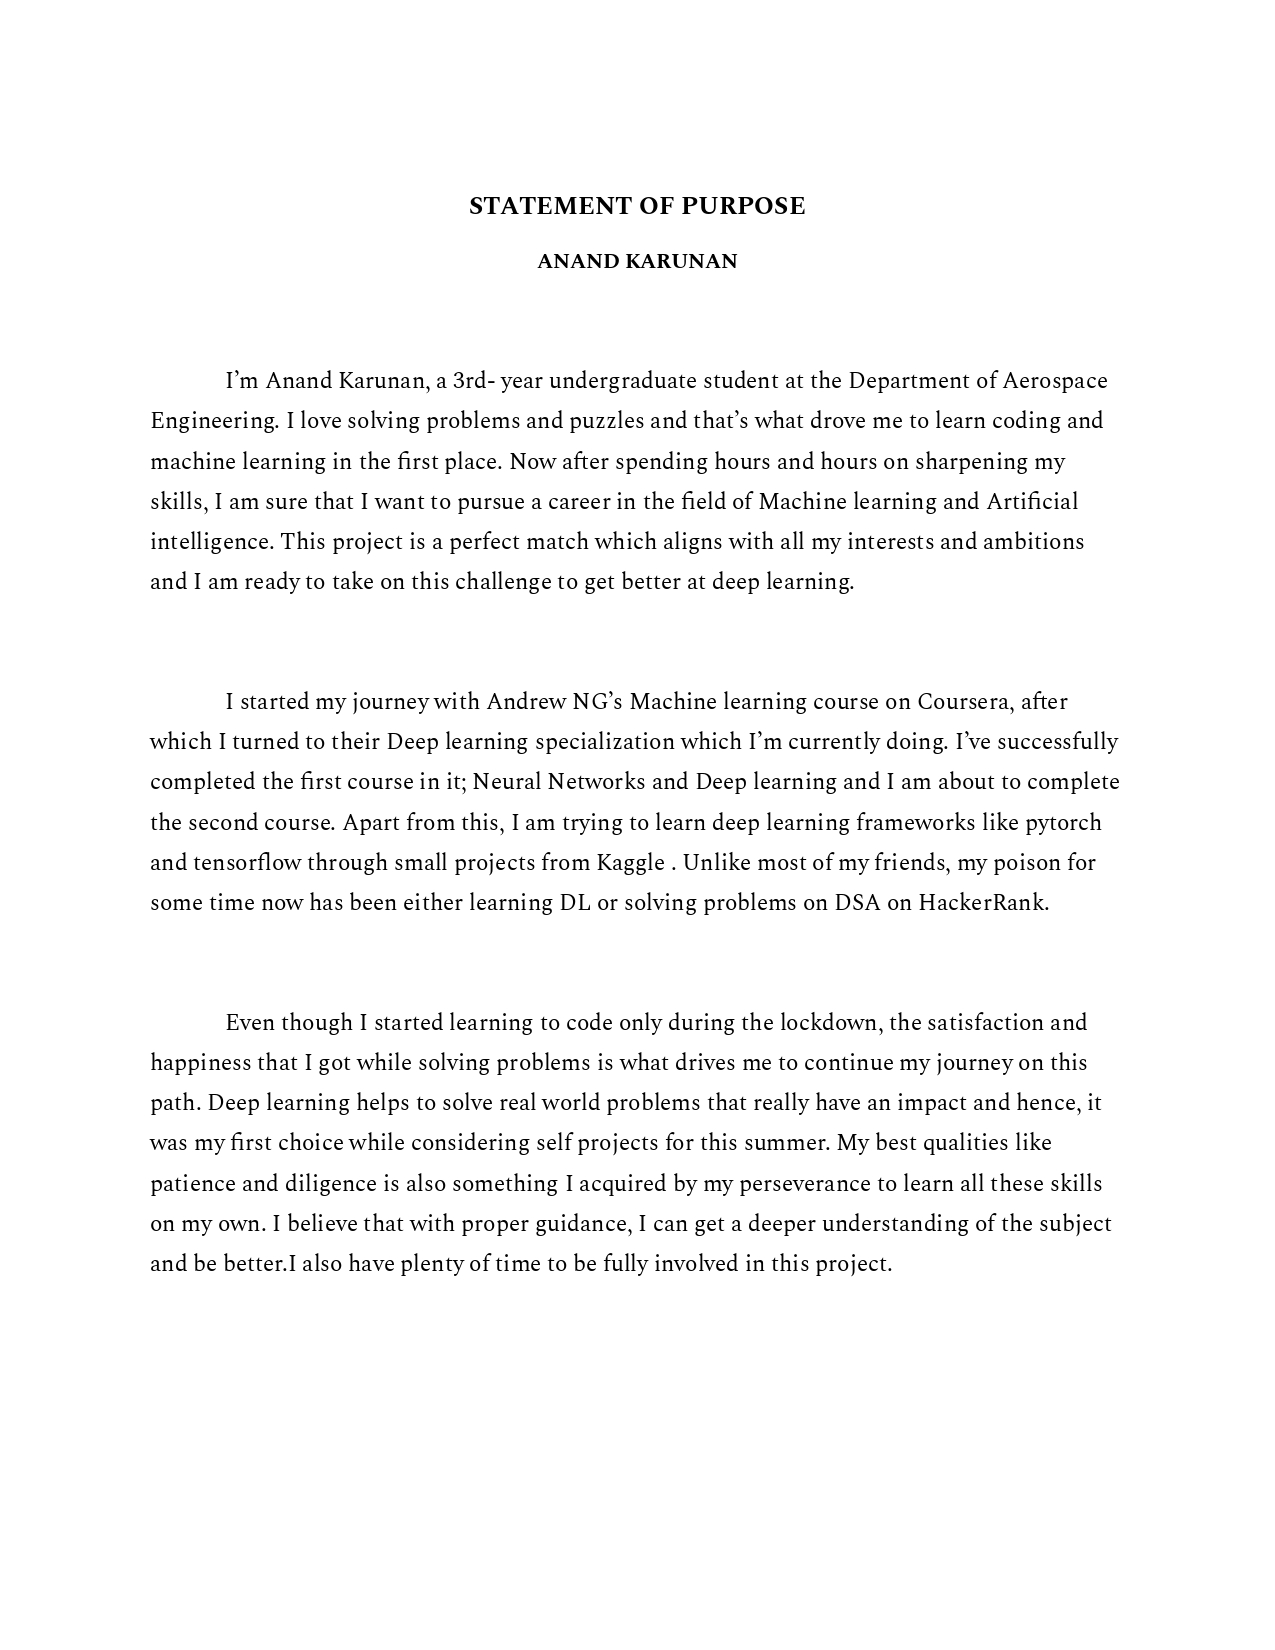 STATEMENT OF PURPOSE
ANAND KARUNAN
I’m Anand Karunan, a 3rd- year undergraduate student at the Department of Aerospace
Engineering. I love solving problems and puzzles and that’s what drove me to learn coding and
machine learning in the first place. Now after spending hours and hours on sharpening my
skills, I am sure that I want to pursue a career in the field of Machine learning and Artificial
intelligence. This project is a perfect match which aligns with all my interests and ambitions
and I am ready to take on this challenge to get better at deep learning.
I started my journey with Andrew NG’s Machine learning course on Coursera, after
which I turned to their Deep learning specialization which I’m currently doing. I’ve successfully
completed the first course in it; Neural Networks and Deep learning and I am about to complete
the second course. Apart from this, I am trying to learn deep learning frameworks like pytorch
and tensorflow through small projects from Kaggle . Unlike most of my friends, my poison for
some time now has been either learning DL or solving problems on DSA on HackerRank.
Even though I started learning to code only during the lockdown, the satisfaction and
happiness that I got while solving problems is what drives me to continue my journey on this
path. Deep learning helps to solve real world problems that really have an impact and hence, it
was my first choice while considering self projects for this summer. My best qualities like
patience and diligence is also something I acquired by my perseverance to learn all these skills
on my own. I believe that with proper guidance, I can get a deeper understanding of the subject
and be better.I also have plenty of time to be fully involved in this project.